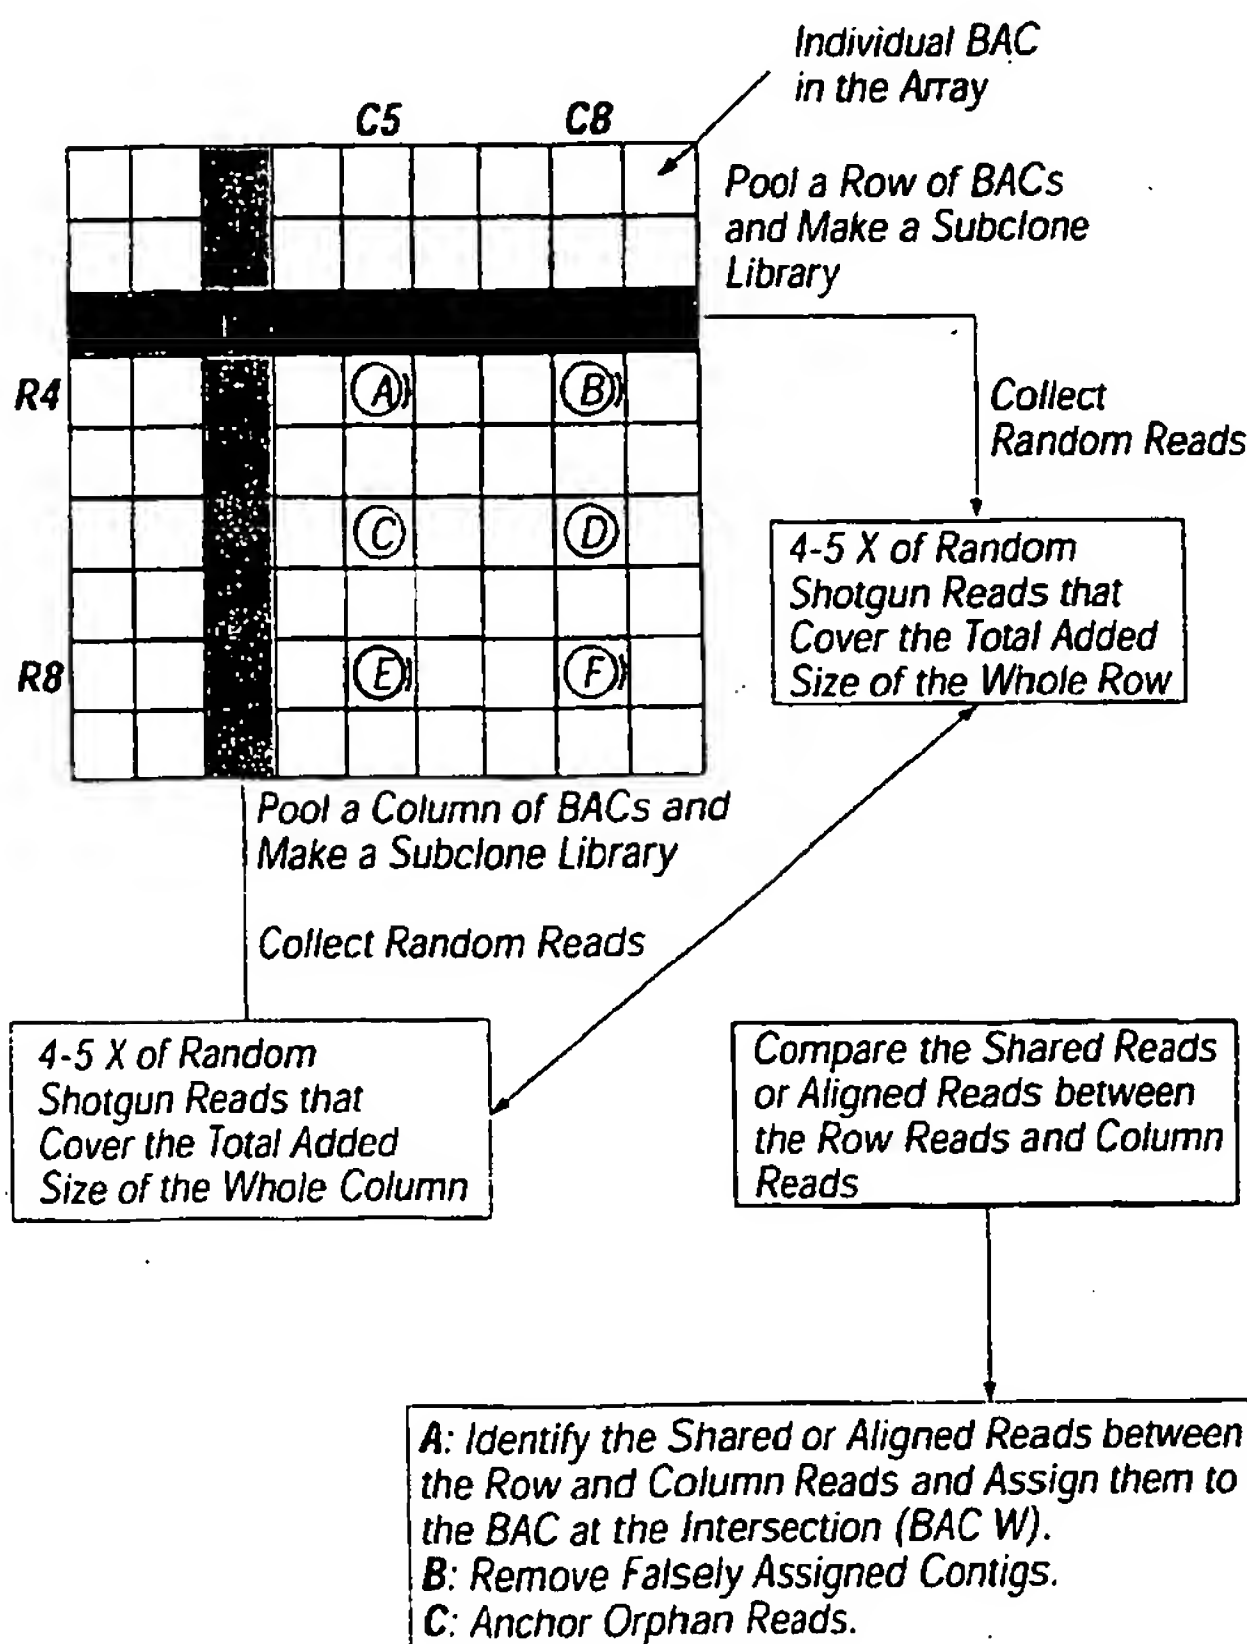 Individual BAC
in the Array
C5 C8
Pool a Row of BACs
and Make a Subclone
Library
R4
A B
Collect
Random Reads
C D
4-5 X of Random
Shotgun Reads that
Cover the Total Added
Size of the Whole Row
R8
E F
Pool a Column of BACs and
Make a Subclone Library
Collect Random Reads
4-5 X of Random
Shotgun Reads that
Cover the Total Added
Size of the Whole Column
Compare the Shared Reads
or Aligned Reads between
the Row Reads and Column
Reads
A: Identify the Shared or Aligned Reads between
the Row and Column Reads and Assign them to
the BAC at the Intersection (BAC W).
B: Remove Falsely Assigned Contigs.
C: Anchor Orphan Reads.